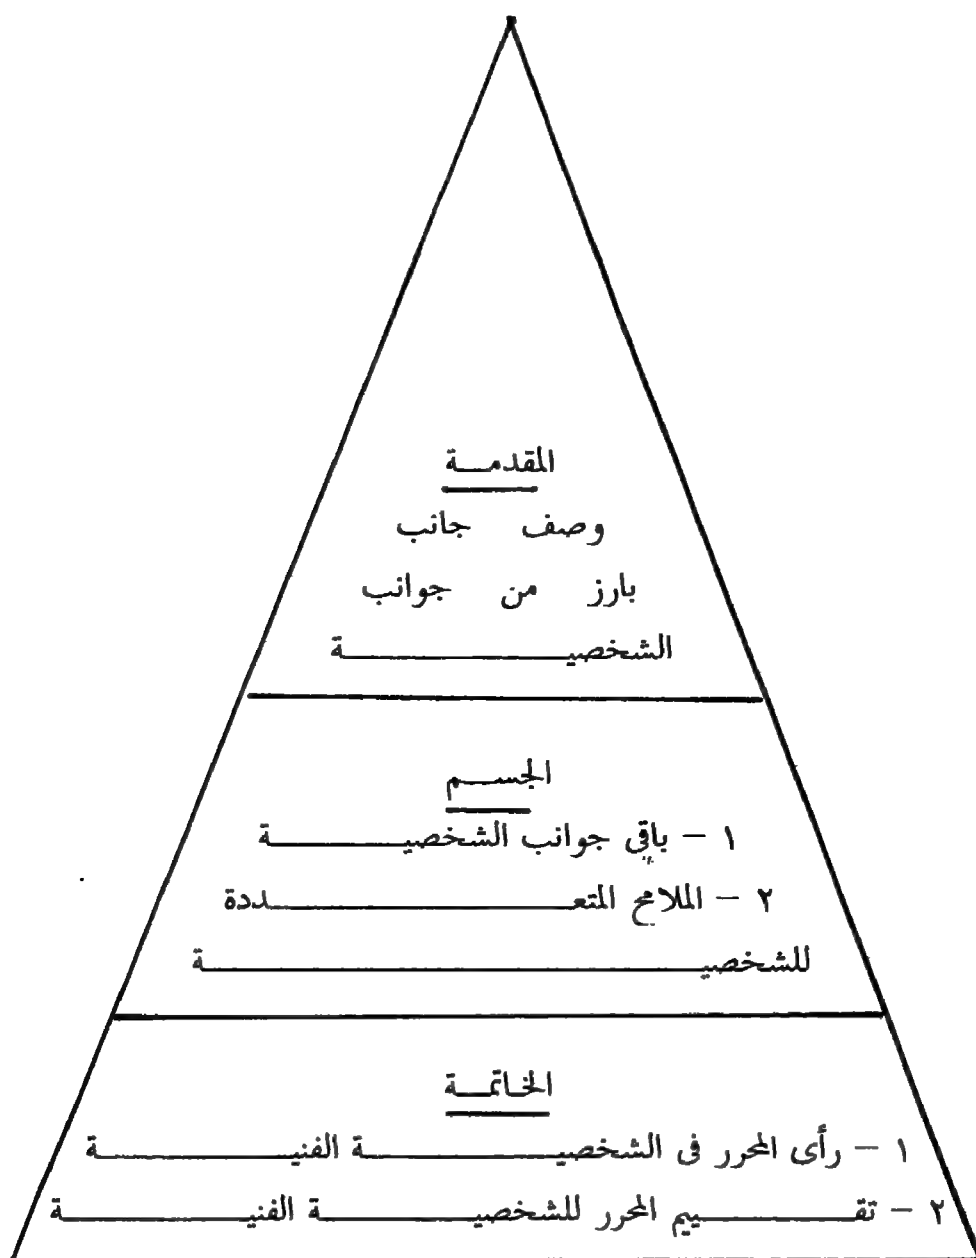 المقدمة
وصف جانب
بارز من جوانب
الشخصية
الجسم
١ - باقي جوانب الشخصية
٢ - الملامح المتعددة
للشخصية
الخاتمة
١ - رأى المحرر فى الشخصية الفنية
٢ - تقييم المحرر للشخصية الفنية